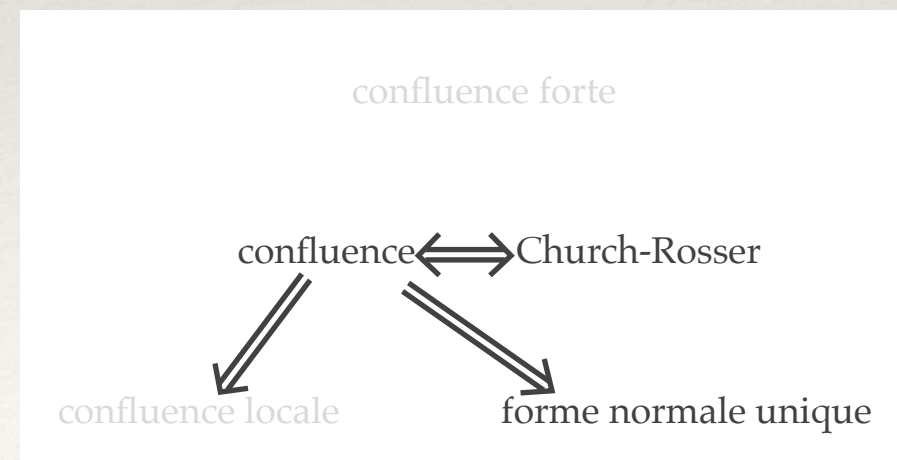 confluence forte
confluence Church-Rosser
confluence locale forme normale unique